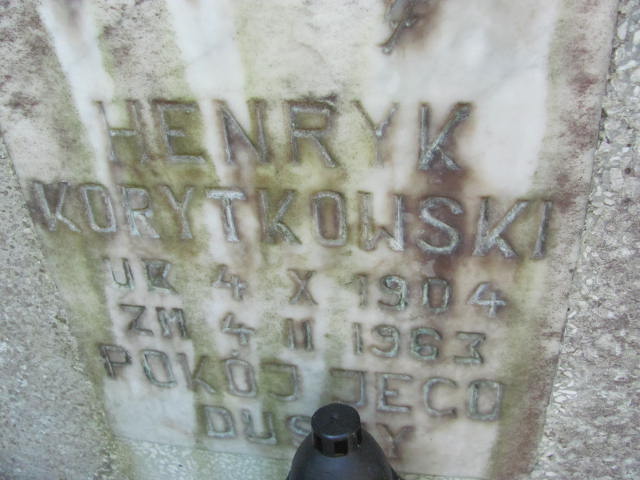 HENRYK
KORYTKOWSKI
UR 4 X 1904
ZM 4 II 1963
POKÓJ JEGO